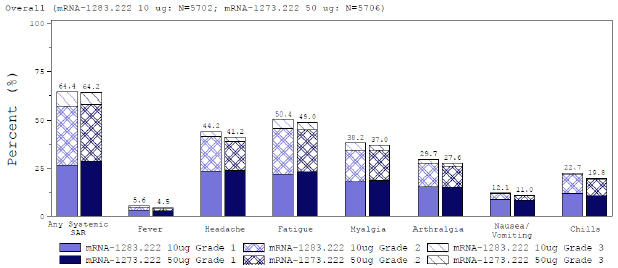 Overall (mRNA-1283.222 10 ug: N=5702; mRNA-1273.222 50 ug: N=5706)
Percent (%)
100
75
50
25
0
64.4 64.2
5.6 4.5
44.2 41.2
50.4 49.0
38.2 37.0
29.7 27.6
12.1 11.0
22.7 19.8
Any Systemic
SAR
Fever
Headache
Fatigue
Myalgia
Arthralgia
Nausea/
Vomiting
Chills
mRNA-1283.222 10ug Grade 1 mRNA-1283.222 10ug Grade 2 mRNA-1283.222 10ug Grade 3
mRNA-1273.222 50ug Grade 1 mRNA-1273.222 50ug Grade 2 mRNA-1273.222 50ug Grade 3